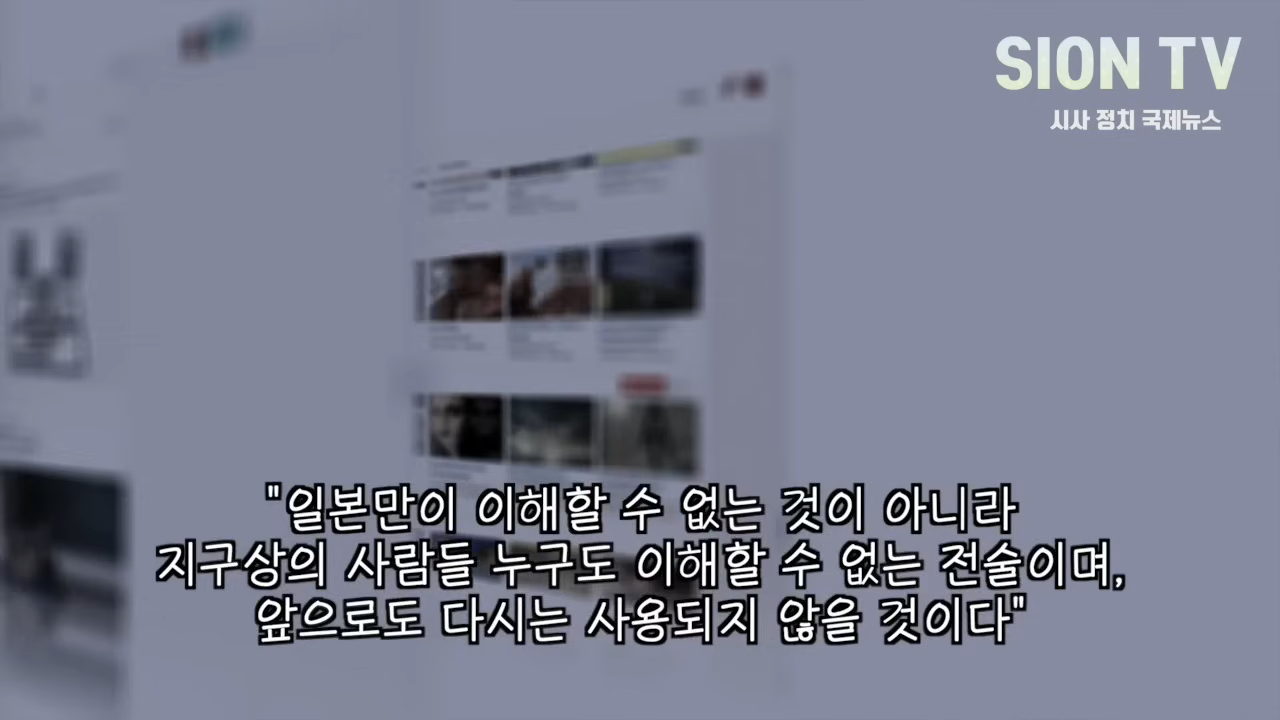 SION TV
시사 정치 국제뉴스
"일본만이 이해할 수 없는 것이 아니라
지구상의 사람들 누구도 이해할 수 없는 전술이며,
앞으로도 다시는 사용되지 않을 것이다"